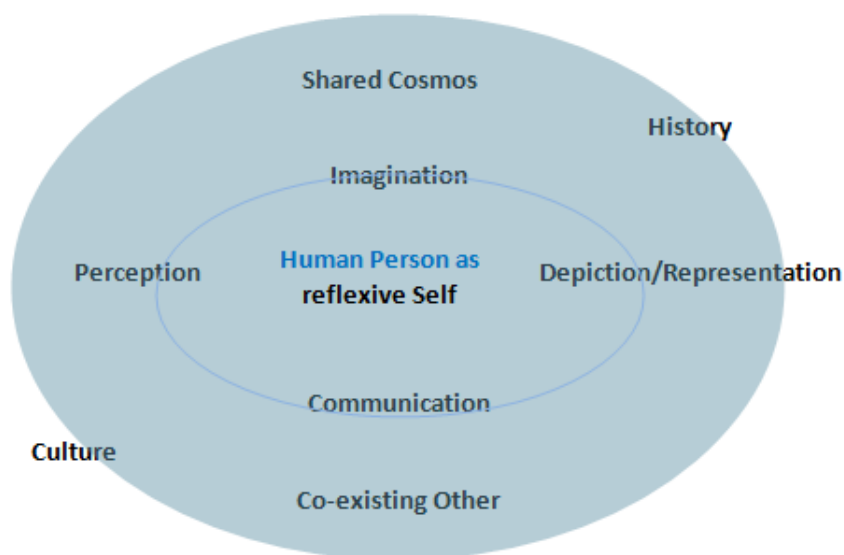 Shared Cosmos
History
Imagination
Human Person as
reflexive Self
Perception
Depiction/Representation
Communication
Culture
Co-existing Other